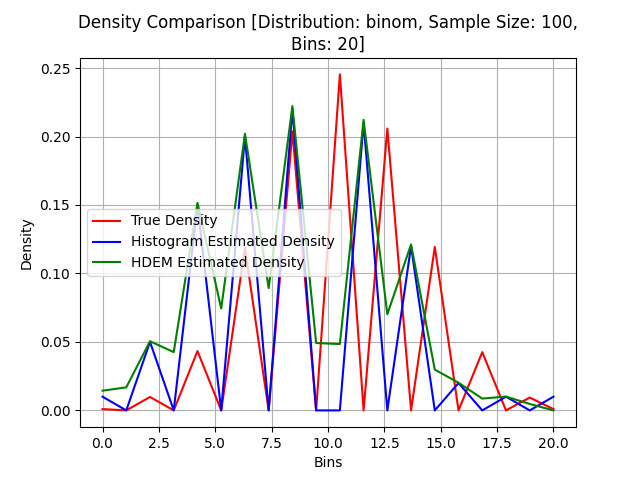 Density Comparison [Distribution: binom, Sample Size: 100,
Bins: 20]
0.25
0.20
0.15
0.10
0.05
0.00
Density
True Density
Histogram Estimated Density
HDEM Estimated Density
0.0 2.5 5.0 7.5 10.0 12.5 15.0 17.5 20.0
Bins